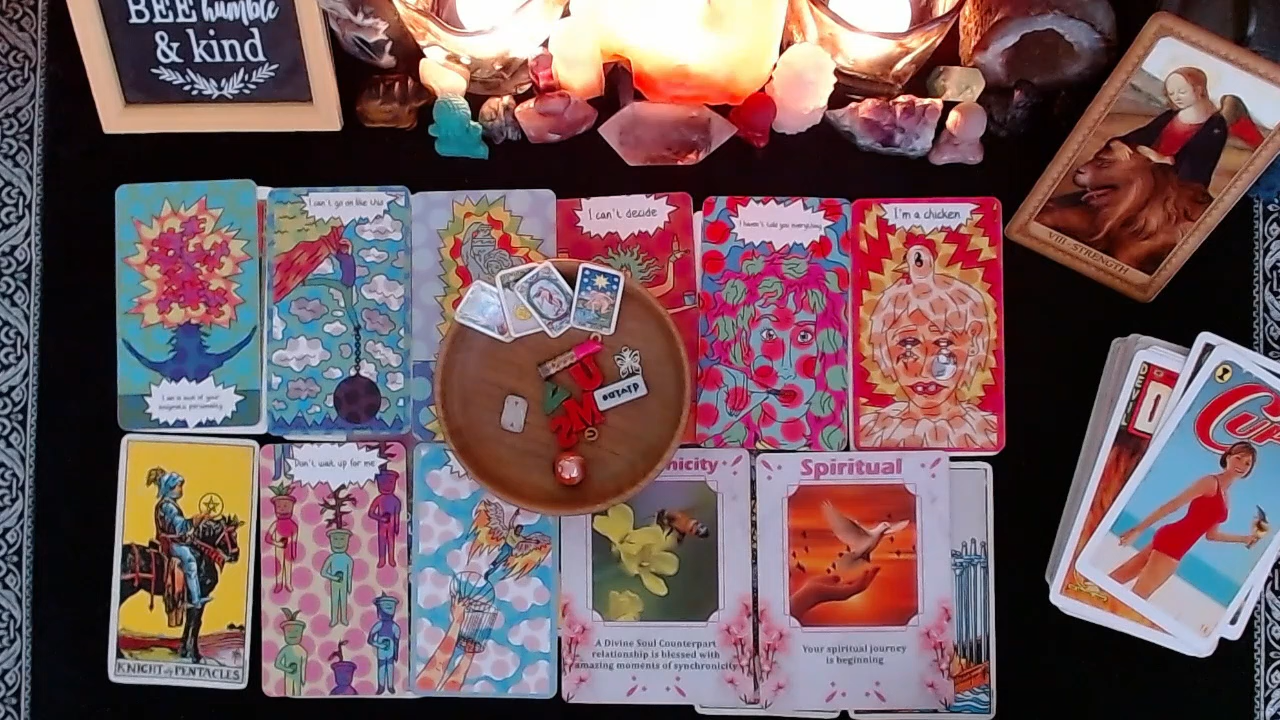 BEE humble
& kind
I can't go on like this
I can't decide
I haven't told you everything
I'm a chicken
VIII - STRENGTH
I am in awe of your
enigmatic personality
DEVIL
KNIGHT of PENTACLES
Don't wait up for me
nicity
A Divine Soul Counterpart
relationship is blessed with
amazing moments of synchronicity
Spiritual
Your spiritual journey
is beginning